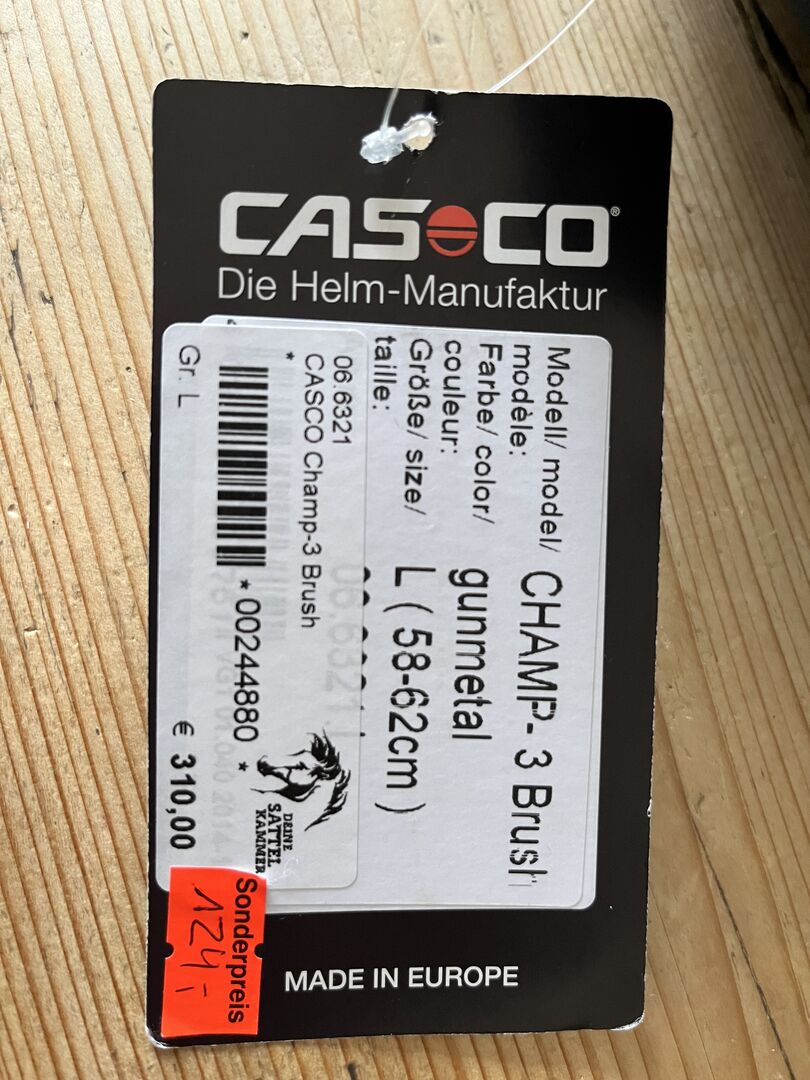 CASCO®
Die Helm-Manufaktur
Modell/ model/
modèle:
CHAMP- 3 Brush
Farbe/ color/
couleur:
gunmetal
Größe/ size/
taille:
L ( 58-62cm )
06.6321
CASCO Champ-3 Brush
*
* 00244880 *
Gr. L
€ 310,00
DEINE
SATTEL
KAMMER
Sonderpreis
124,-
MADE IN EUROPE